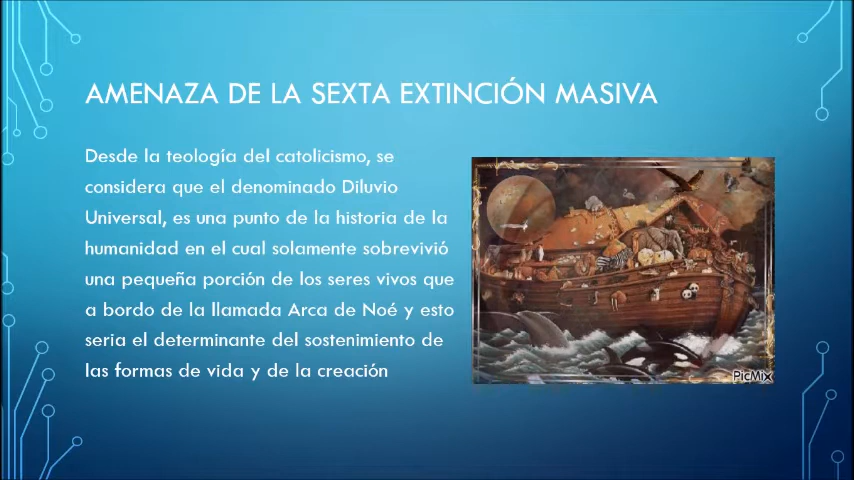 AMENAZA DE LA SEXTA EXTINCIÓN MASIVA
Desde la teología del catolicismo, se
considera que el denominado Diluvio
Universal, es una punto de la historia de la
humanidad en el cual solamente sobrevivió
una pequeña porción de los seres vivos que
a bordo de la llamada Arca de Noé y esto
seria el determinante del sostenimiento de
las formas de vida y de la creación
PicMix